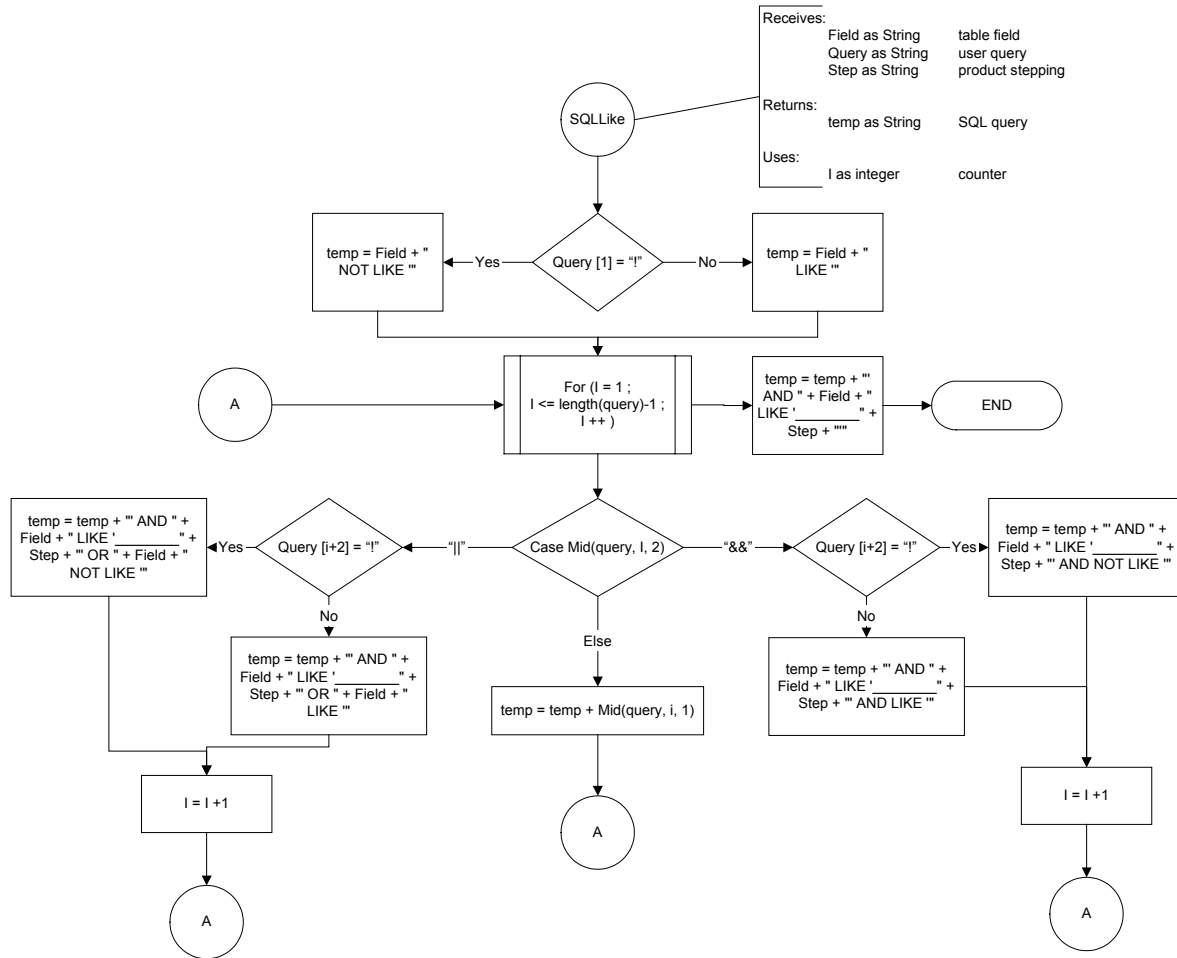 Receives:
Field as String table field
Query as String user query
Step as String product stepping
Returns:
temp as String SQL query
Uses:
I as integer counter
SQLLike
temp = Field + "
NOT LIKE '"
Yes
Query [1] = “!”
No
temp = Field + "
LIKE '"
A
For (I = 1 ;
I <= length(query)-1 ;
I ++ )
temp = temp + "'
AND " + Field + "
LIKE '_________" +
Step + "'"
END
temp = temp + "' AND " +
Field + " LIKE '_________" +
Step + "' OR " + Field + "
NOT LIKE '"
Yes
Query [i+2] = “!”
“||”
Case Mid(query, I, 2)
“&&”
Query [i+2] = “!”
Yes
temp = temp + "' AND " +
Field + " LIKE '_________" +
Step + "' AND NOT LIKE '"
No
temp = temp + "' AND " +
Field + " LIKE '_________" +
Step + "' OR " + Field + "
LIKE '"
Else
temp = temp + Mid(query, i, 1)
No
temp = temp + "' AND " +
Field + " LIKE '_________" +
Step + "' AND LIKE '"
I = I +1
A
I = I +1
A
A